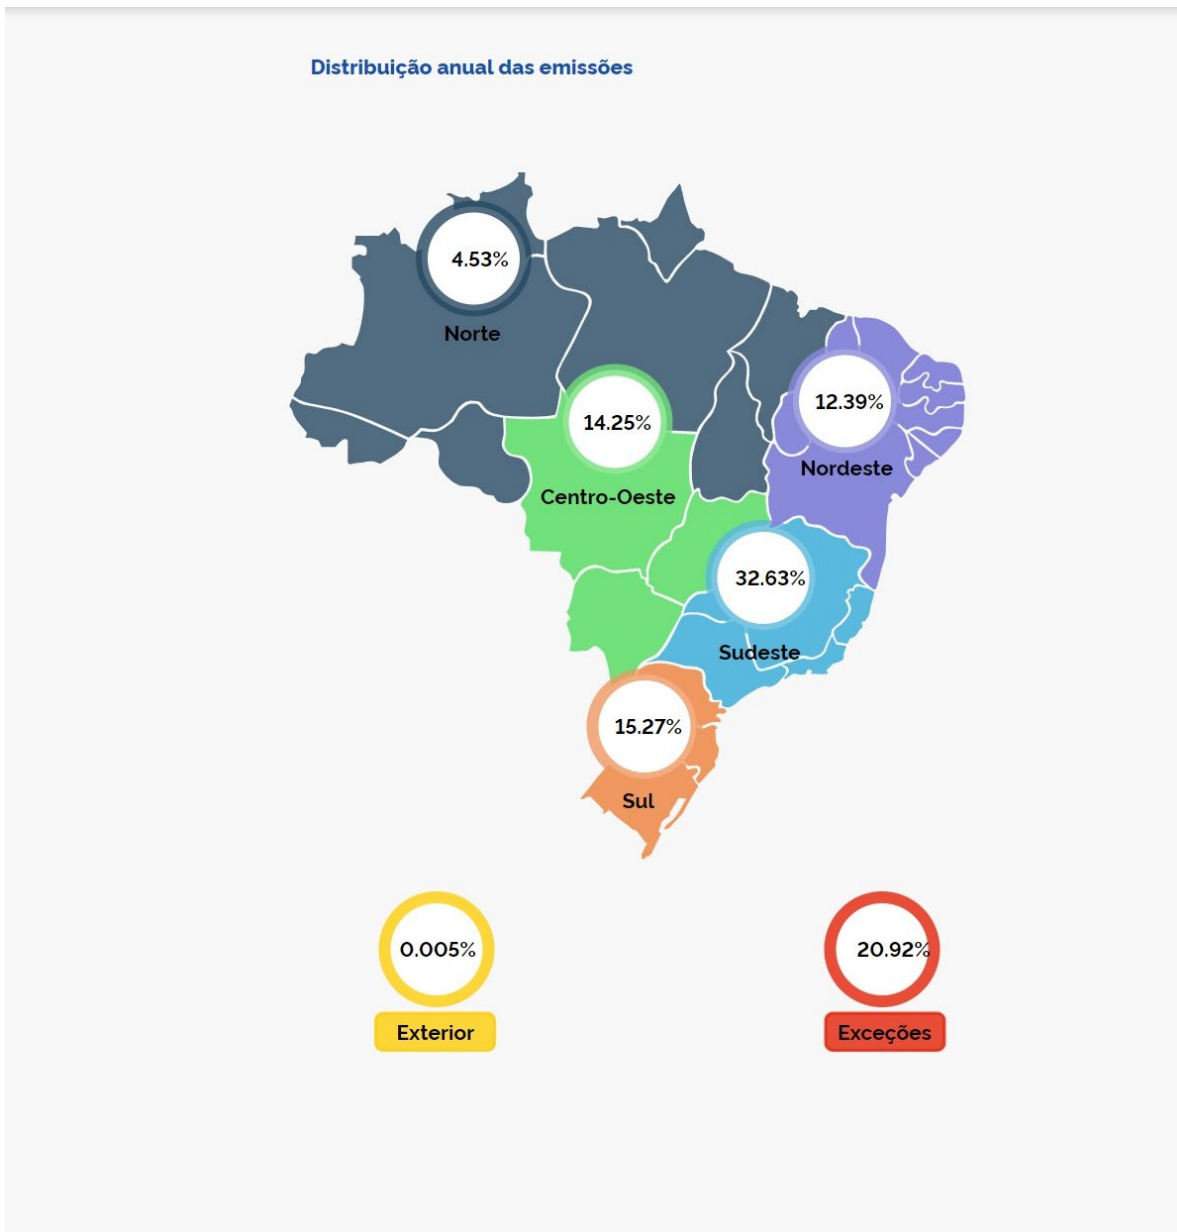 Distribuição anual das emissões
4.53%
Norte
14.25%
Centro-Oeste
12.39%
Nordeste
32.63%
Sudeste
15.27%
Sul
0.005%
Exterior
20.92%
Exceções